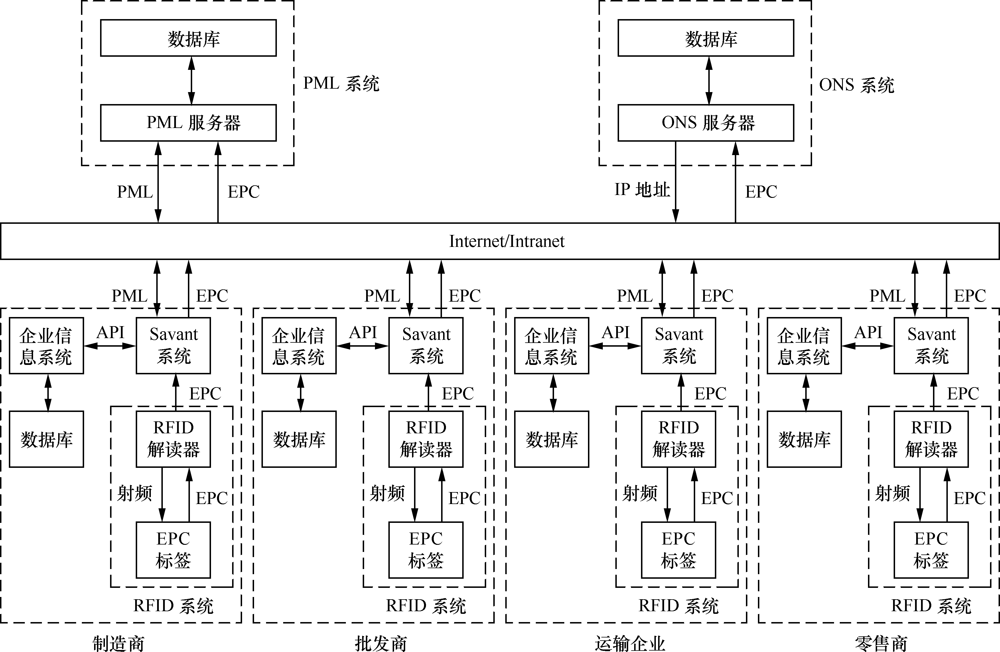 数据库
数据库
PML 系统
ONS 系统
PML 服务器
ONS 服务器
PML
EPC
IP 地址
EPC
Internet/Intranet
PML
EPC
PML
EPC
PML
EPC
PML
EPC
企业信
息系统
API
Savant
系统
企业信
息系统
API
Savant
系统
企业信
息系统
API
Savant
系统
企业信
息系统
API
Savant
系统
EPC
EPC
EPC
EPC
数据库
RFID
解读器
数据库
RFID
解读器
数据库
RFID
解读器
数据库
RFID
解读器
射频
EPC
射频
EPC
射频
EPC
射频
EPC
EPC
标签
EPC
标签
EPC
标签
EPC
标签
RFID 系统
RFID 系统
RFID 系统
RFID 系统
制造商
批发商
运输企业
零售商